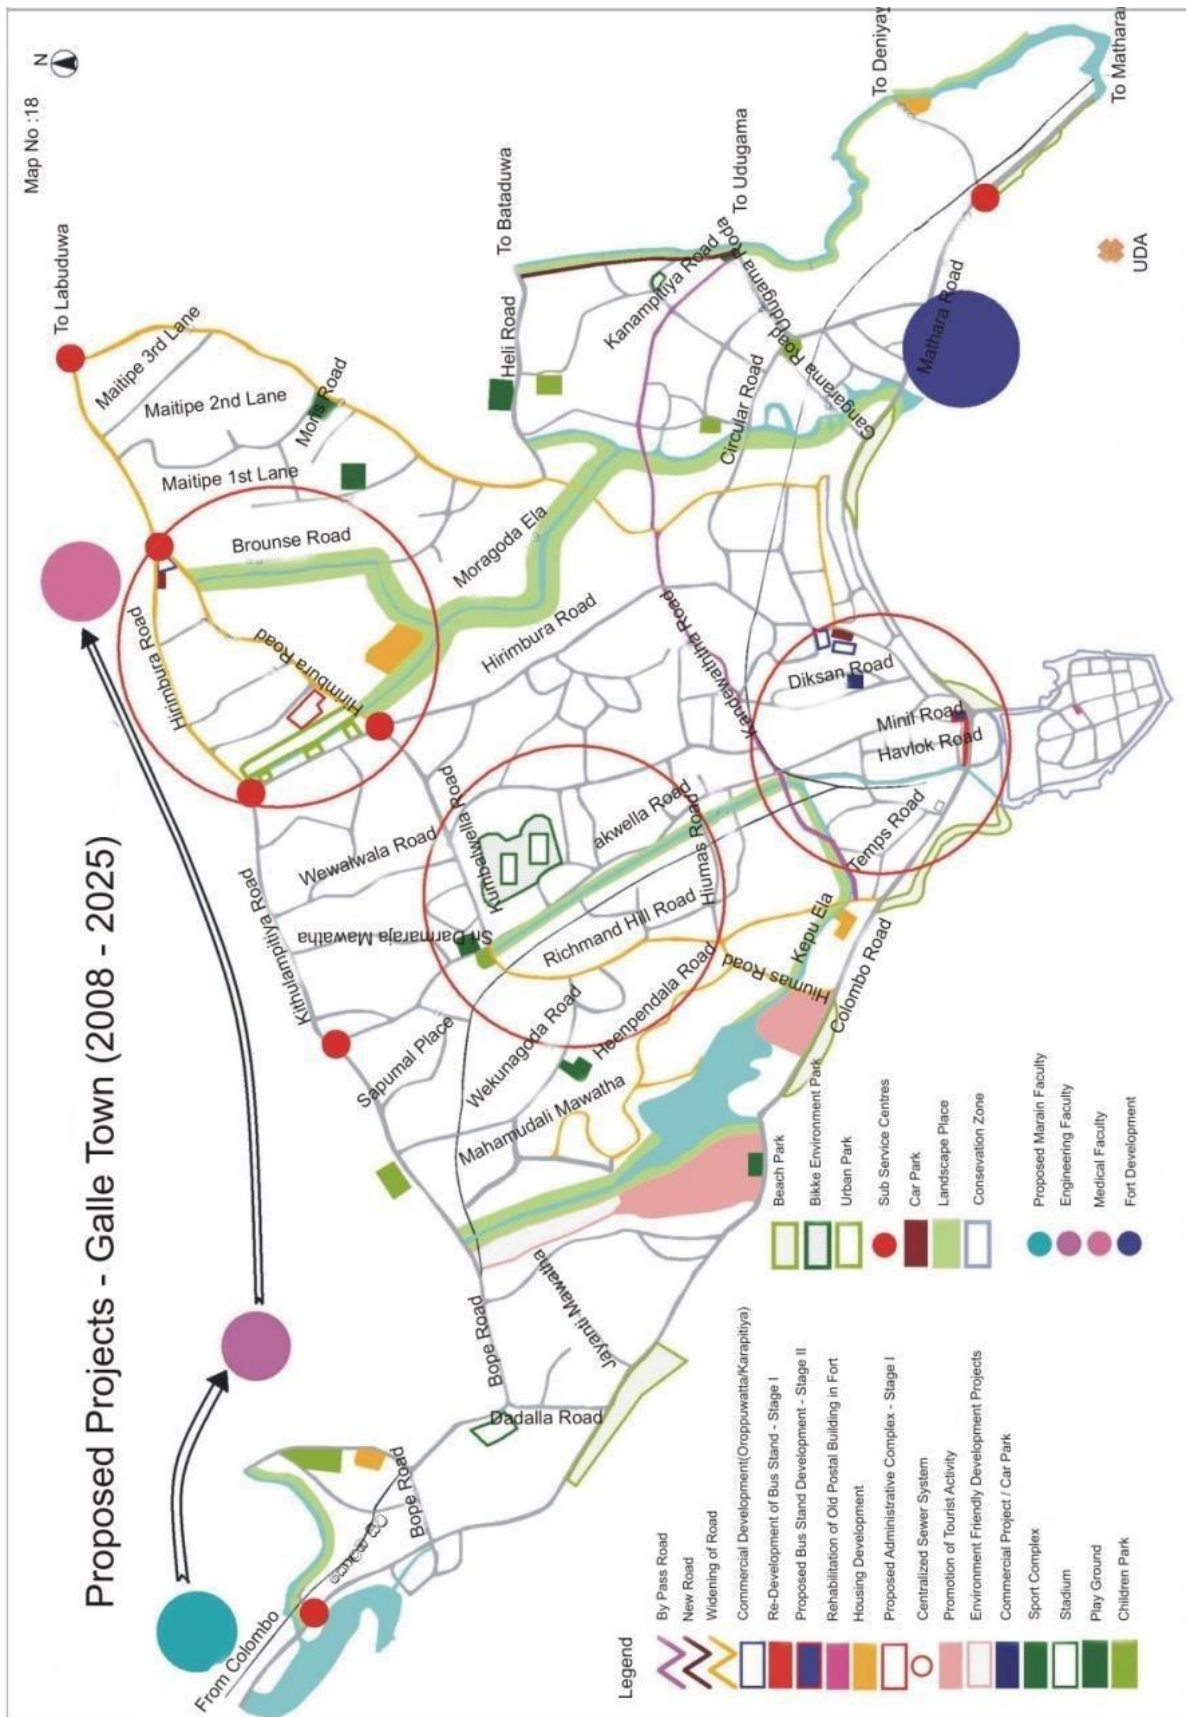 Proposed Projects - Galle Town (2008 - 2025)
Map No :18
N
To Labuduwa
Maitipe 3rd Lane
Maitipe 2nd Lane
Mons Road
Maitipe 1st Lane
Brounse Road
Hirimbura Road
Hirimbura Road
Moragoda Ela
Hirimbura Road
To Bataduwa
Heli Road
Kanampitiya Road
To Udugama
Udugama Roda
Gangarama Road
Circular Road
To Deniyay
To Matharar
Mathara Road
UDA
Kandewaththa Road
Diksan Road
Minif Road
Havlok Road
Temps Road
Kithulampitiya Road
Wewalwala Road
Kumbalwella Road
akwella Road
Hiumas Road
Sri Darmaraja Mawatha
Richmand Hill Road
Kepu Ela
Hiumas Road
Colombo Road
Sapumal Place
Wekunagoda Road
Heenpendala Road
Mahamudali Mawatha
Bope Road
Jayanti Mawatha
Dadalla Road
Bope Road
From Colombo
Legend
By Pass Road
New Road
Widening of Road
Commercial Development(Oroppuwatta/Karapitiya)
Re-Development of Bus Stand - Stage I
Proposed Bus Stand Development - Stage II
Rehabilitation of Old Postal Building in Fort
Housing Development
Proposed Administrative Complex - Stage I
Centralized Sewer System
Promotion of Tourist Activity
Environment Friendly Development Projects
Commercial Project / Car Park
Sport Complex
Stadium
Play Ground
Children Park
Beach Park
Bikke Environment Park
Urban Park
Sub Service Centres
Car Park
Landscape Place
Consevation Zone
Proposed Marain Faculty
Engineering Faculty
Medical Faculty
Fort Development